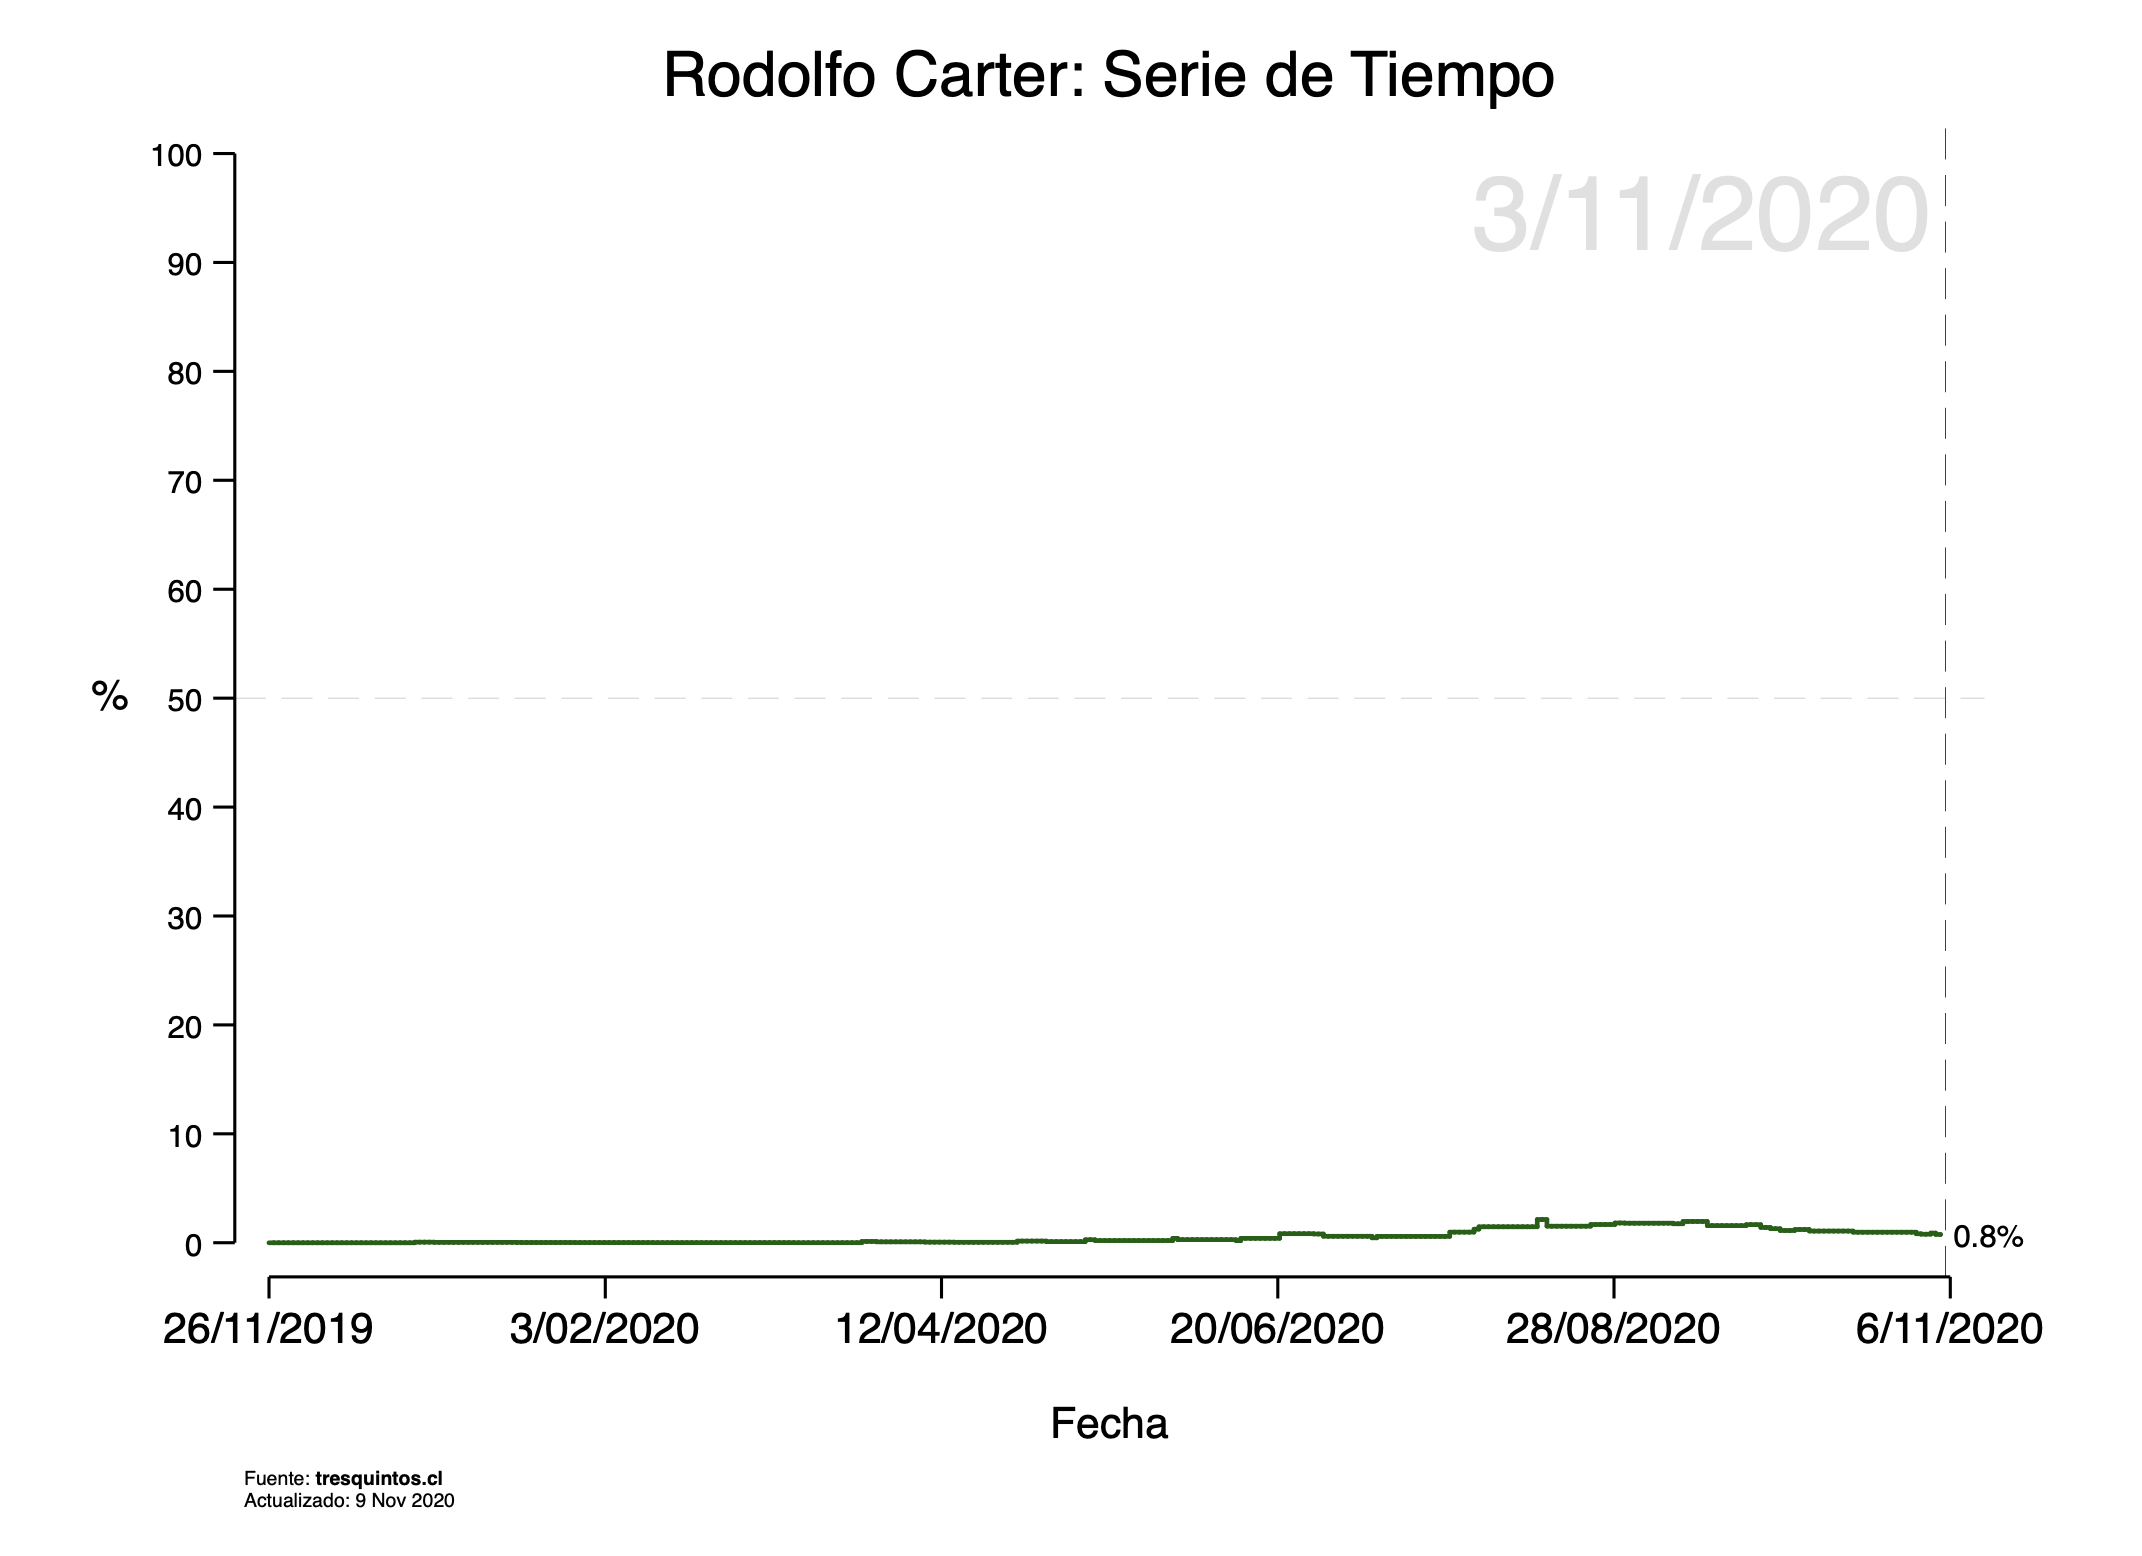 Rodolfo Carter: Serie de Tiempo
3/11/2020
100
90
80
70
60
50
40
30
20
10
0
%
0.8%
26/11/2019 3/02/2020 12/04/2020 20/06/2020 28/08/2020 6/11/2020
Fecha
Fuente: tresquintos.cl
Actualizado: 9 Nov 2020